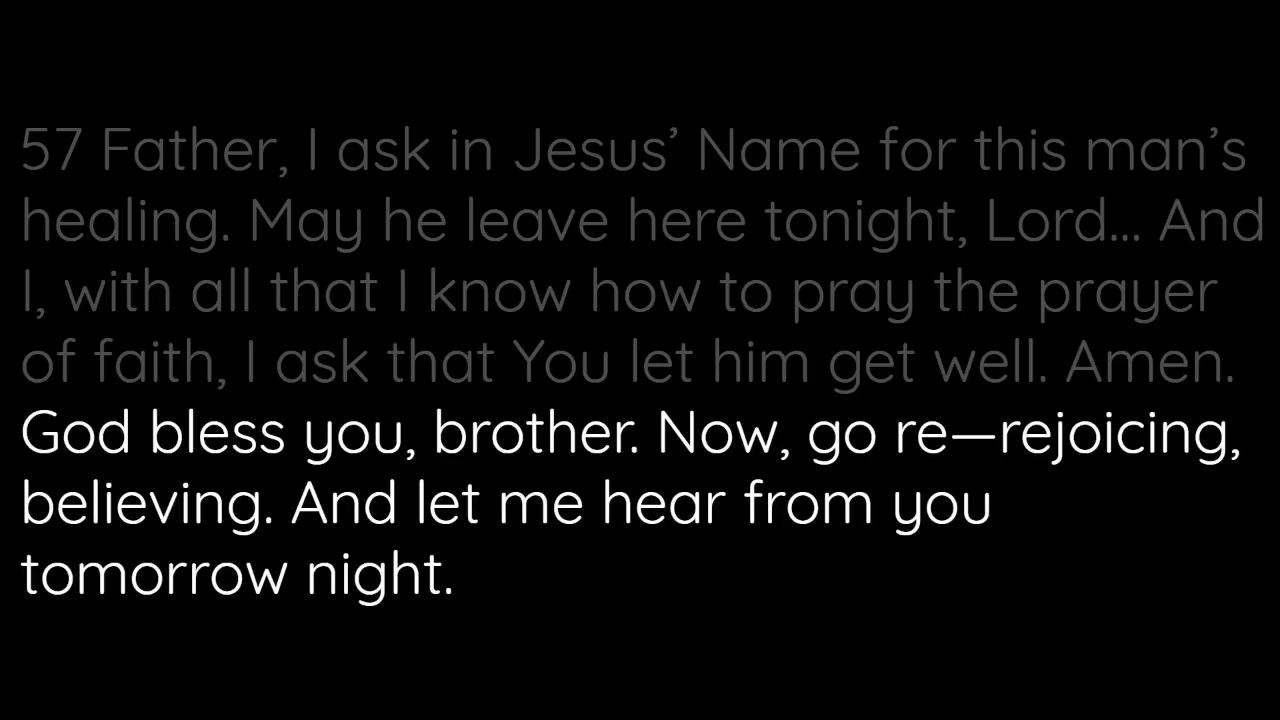 57 Father, I ask in Jesus’ Name for this man’s
healing. May he leave here tonight, Lord... And
I, with all that I know how to pray the prayer
of faith, I ask that You let him get well. Amen.
God bless you, brother. Now, go re—rejoicing,
believing. And let me hear from you
tomorrow night.